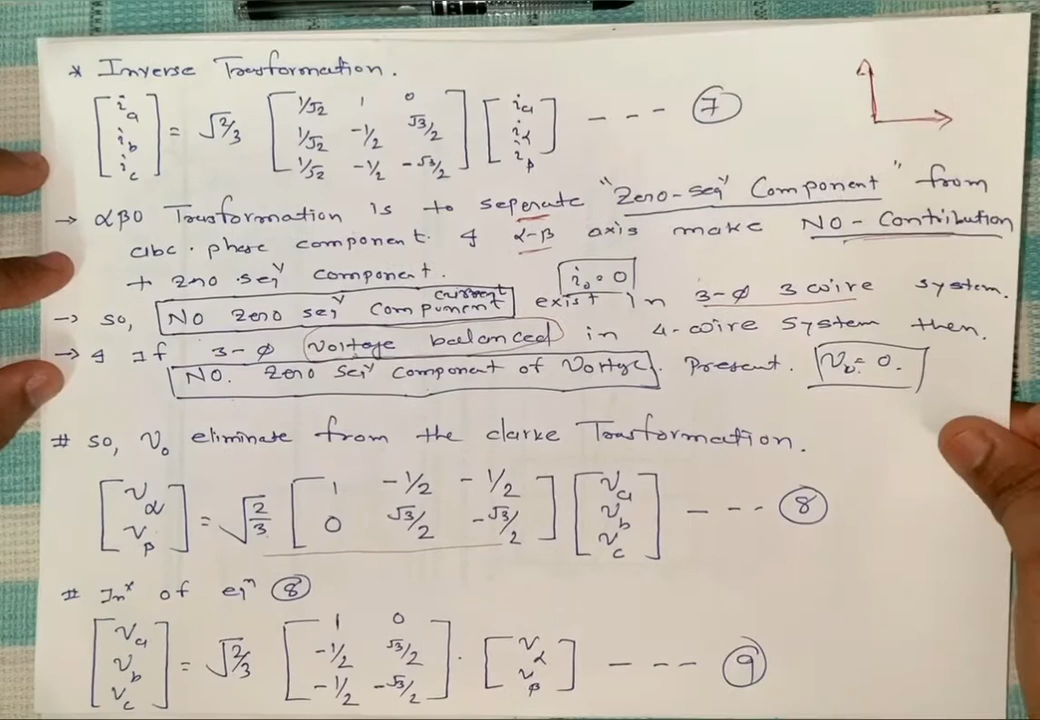 * Inverse Transformation.
[ia ib ic] = √2/3 [1/√2 1 0; 1/√2 -1/2 √3/2; 1/√2 -1/2 -√3/2] [ia iα iβ] --- ⑦
→ αβ0 Transformation is to seperate "Zero-seqⁿ Component" from
abc. phase component. & α-β axis make NO-Contribution
to zero seqⁿ component.
→ so, No zero seqⁿ current component exist in 3-ø 3 wire system. i₀=0
→ & If 3-ø voltage balanced in 4-wire system then.
NO. zero seqⁿ component of Voltage. Present. V₀=0.
# so, v₀ eliminate from the clarke Transformation.
[vα vβ] = √2/3 [1 -1/2 -1/2; 0 √3/2 -√3/2] [va vb vc] --- ⑧
# Inˣ of eqⁿ ⑧
[va vb vc] = √2/3 [1 0; -1/2 √3/2; -1/2 -√3/2] . [vα vβ] --- ⑨